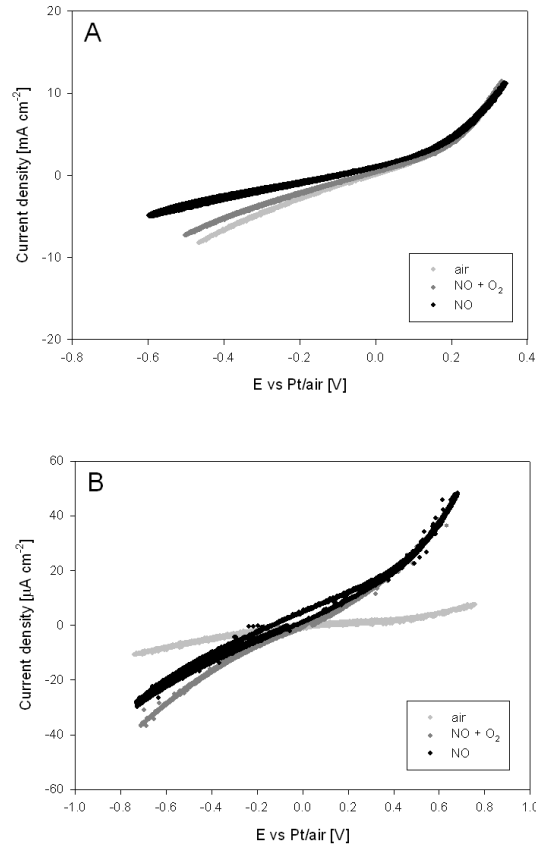 A
Current density [mA cm⁻²]
20
10
0
-10
-20
air
NO + O₂
NO
-0.8
-0.6
-0.4
-0.2
0.0
0.2
0.4
E vs Pt/air [V]
B
Current density [µA cm⁻²]
60
40
20
0
-20
-40
-60
air
NO + O₂
NO
-1.0
-0.8
-0.6
-0.4
-0.2
0.0
0.2
0.4
0.6
0.8
1.0
E vs Pt/air [V]